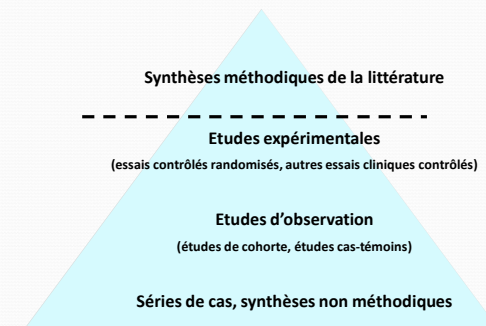 Synthèses méthodiques de la littérature
Etudes expérimentales
(essais contrôlés randomisés, autres essais cliniques contrôlés)
Etudes d’observation
(études de cohorte, études cas-témoins)
Séries de cas, synthèses non méthodiques